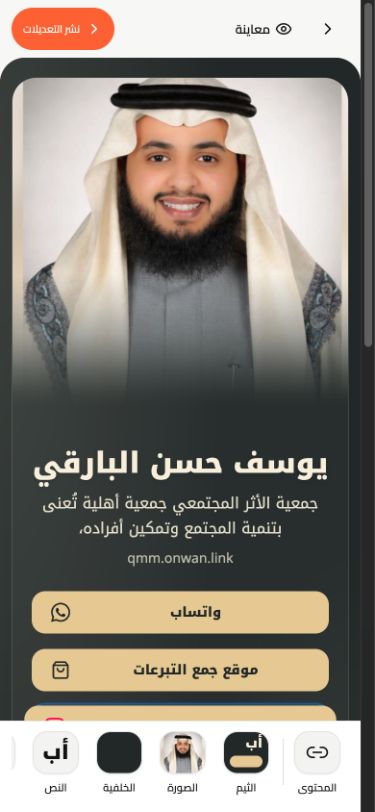 معاينة
نشر التعديلات
يوسف حسن البارقي
جمعية الأثر المجتمعي جمعية أهلية تُعنى
بتنمية المجتمع وتمكين أفراده،
qmm.onwan.link
واتساب
موقع جمع التبرعات
أب
أب
المحتوى
الثيم
الصورة
الخلفية
النص